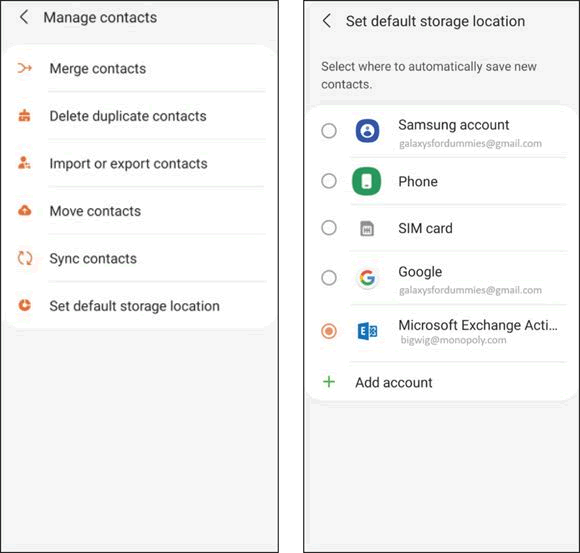 Manage contacts
Merge contacts
Delete duplicate contacts
Import or export contacts
Move contacts
Sync contacts
Set default storage location
Set default storage location
Select where to automatically save new
contacts.
Samsung account
galaxysfordummies@gmail.com
Phone
SIM card
Google
galaxysfordummies@gmail.com
Microsoft Exchange Acti...
bigwig@monopoly.com
Add account